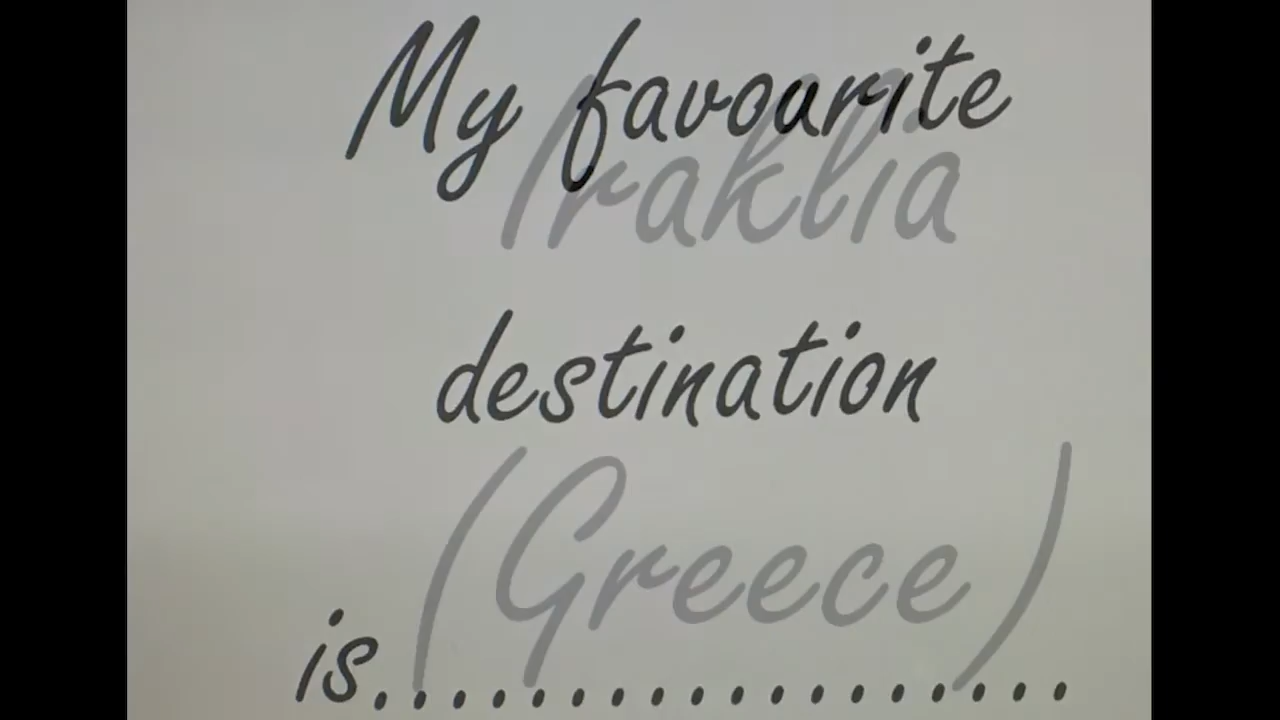 My favourite
Iraklia
destination
(Greece)
is..................